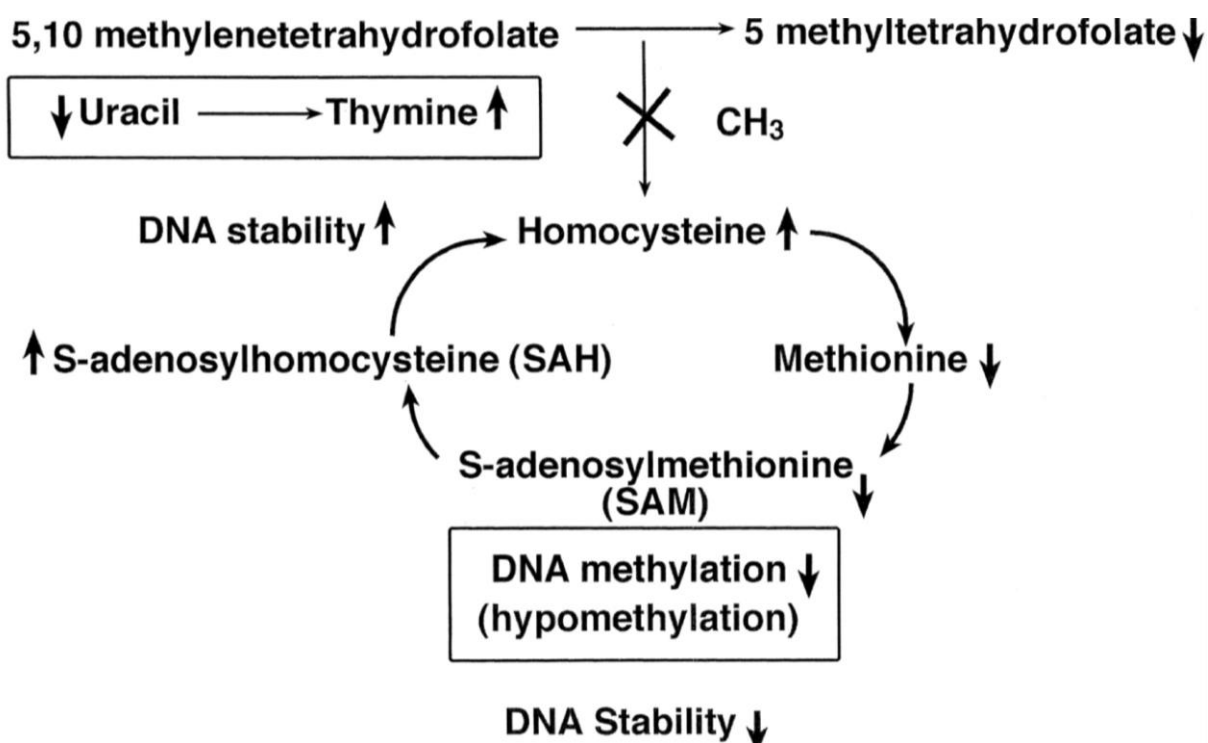 5,10 methylenetetrahydrofolate → 5 methyltetrahydrofolate ↓
↓ Uracil → Thymine ↑
CH₃
DNA stability ↑
Homocysteine ↑
↑ S-adenosylhomocysteine (SAH)
Methionine ↓
S-adenosylmethionine ↓
(SAM)
DNA methylation ↓
(hypomethylation)
DNA Stability ↓